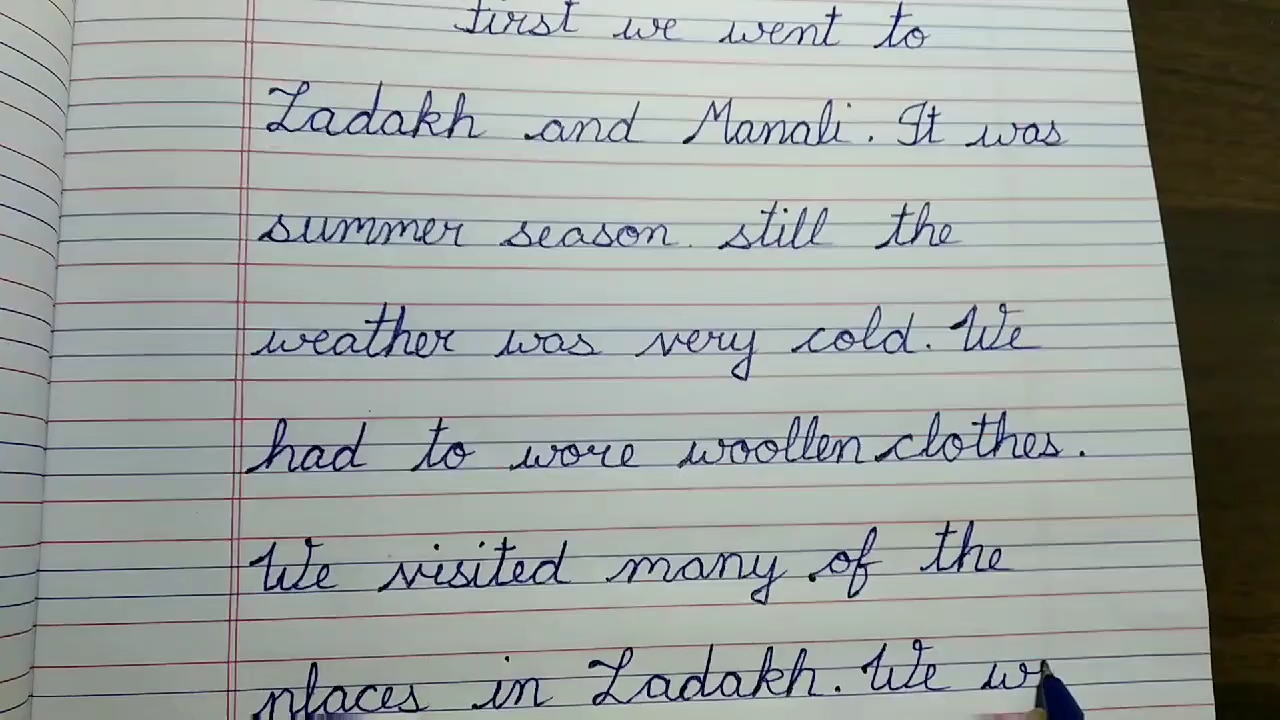 first we went to
Ladakh and Manali. It was
summer season still the
weather was very cold. We
had to wore woollen clothes.
We visited many of the
places in Ladakh. We